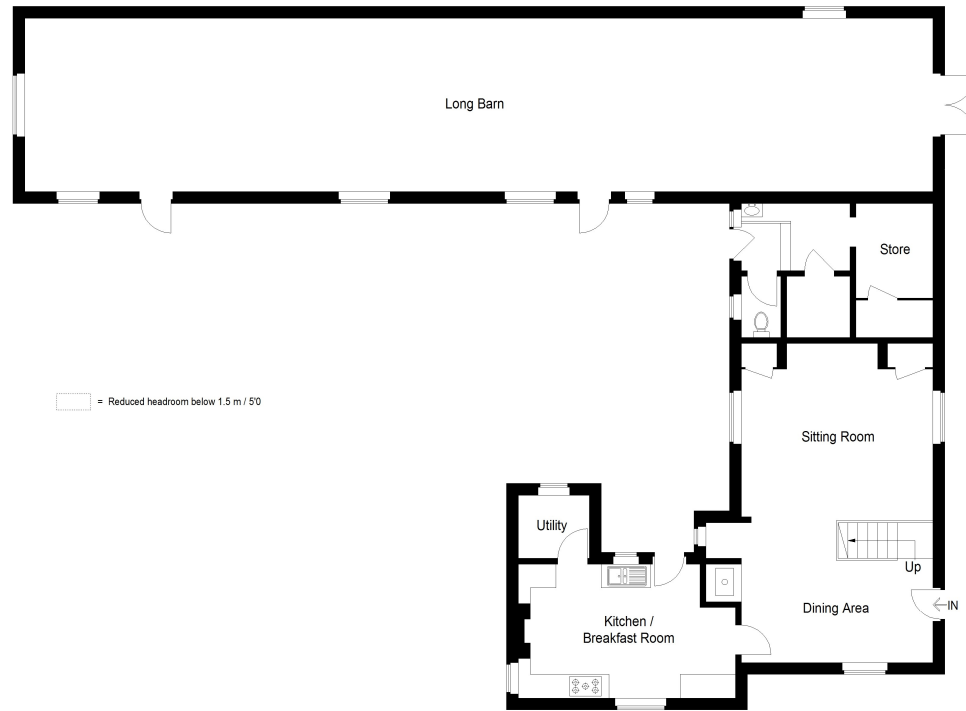 Long Barn
Store
= Reduced headroom below 1.5 m / 5'0
Sitting Room
Utility
Up
Dining Area
IN
Kitchen /
Breakfast Room